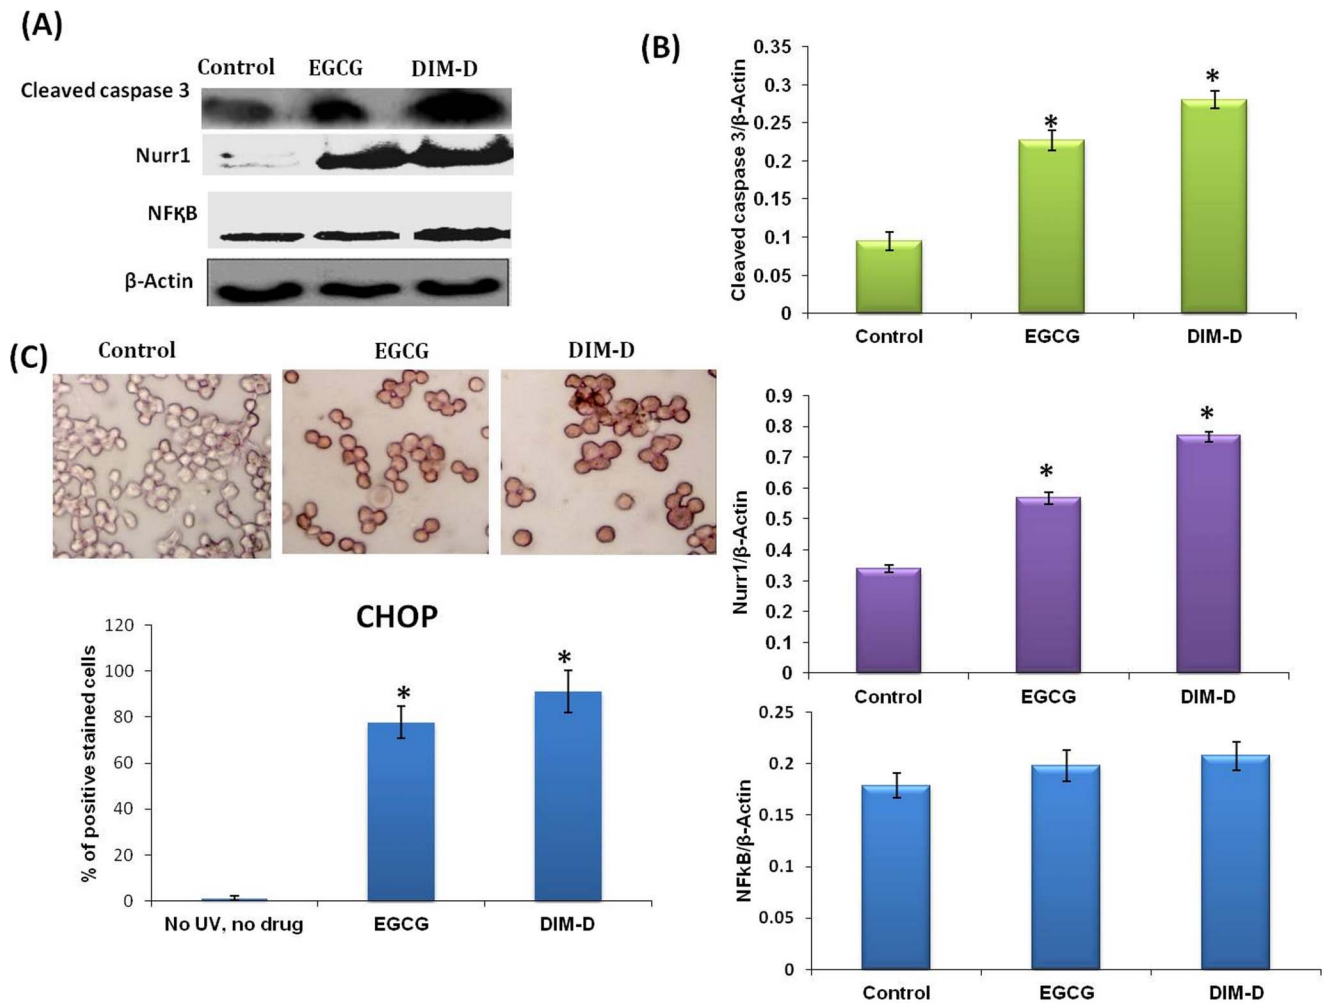 (A)
Control EGCG DIM-D
Cleaved caspase 3
Nurr1
NFқB
β-Actin
(B)
Cleaved caspase 3/β-Actin
0.35
0.3
0.25
0.2
0.15
0.1
0.05
0
*
*
Control EGCG DIM-D
Nurr1/β-Actin
0.9
0.8
0.7
0.6
0.5
0.4
0.3
0.2
0.1
0
*
*
Control EGCG DIM-D
NFkB/β-Actin
0.25
0.2
0.15
0.1
0.05
0
Control EGCG DIM-D
(C)
Control EGCG DIM-D
CHOP
% of positive stained cells
120
100
80
60
40
20
0
*
*
No UV, no drug EGCG DIM-D